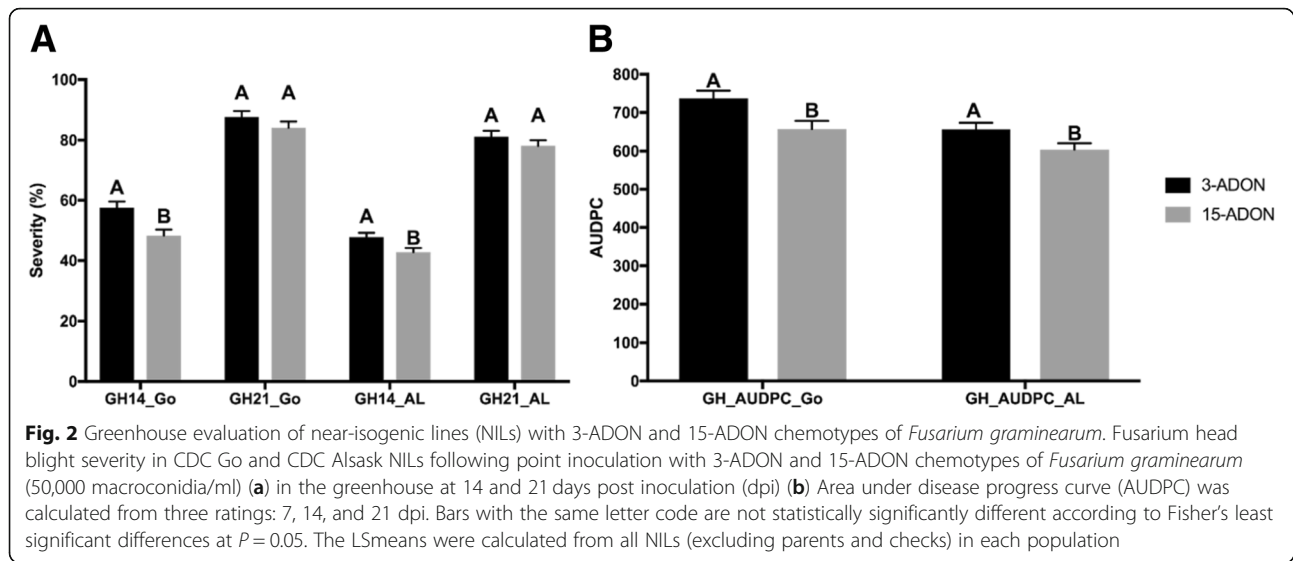 A
B
100
80
60
40
20
0
Severity (%)
A
B
A
A
A
B
A
A
GH14_Go
GH21_Go
GH14_AL
GH21_AL
800
700
600
500
400
300
200
100
0
AUDPC
A
B
A
B
GH_AUDPC_Go
GH_AUDPC_AL
3-ADON
15-ADON
Fig. 2 Greenhouse evaluation of near-isogenic lines (NILs) with 3-ADON and 15-ADON chemotypes of Fusarium graminearum. Fusarium head
blight severity in CDC Go and CDC Alsask NILs following point inoculation with 3-ADON and 15-ADON chemotypes of Fusarium graminearum
(50,000 macroconidia/ml) (a) in the greenhouse at 14 and 21 days post inoculation (dpi) (b) Area under disease progress curve (AUDPC) was
calculated from three ratings: 7, 14, and 21 dpi. Bars with the same letter code are not statistically significantly different according to Fisher's least
significant differences at P = 0.05. The LSmeans were calculated from all NILs (excluding parents and checks) in each population